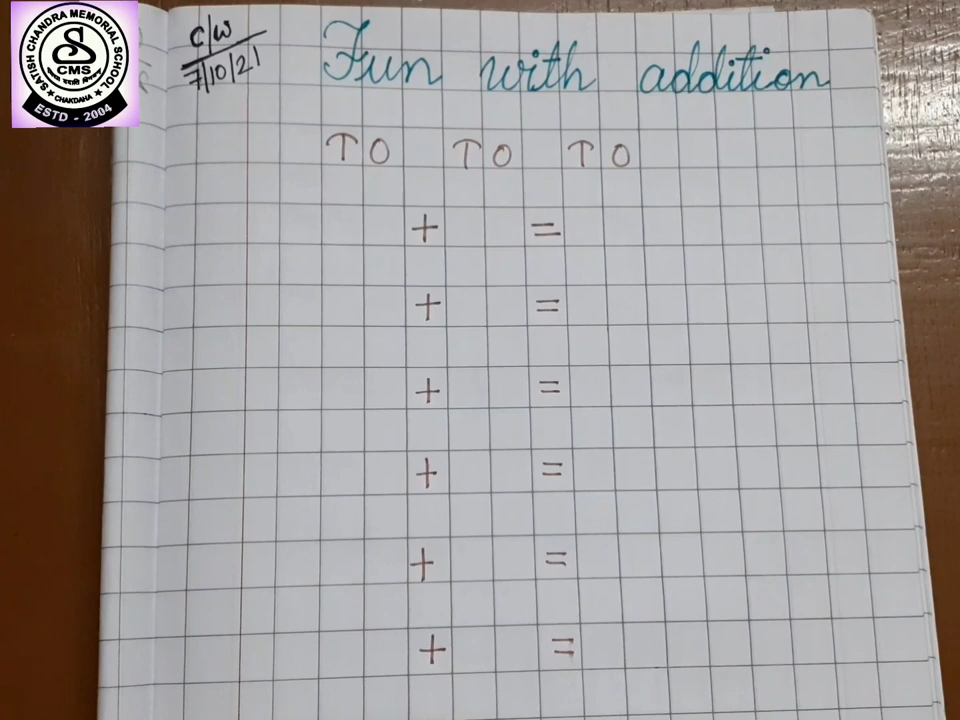 SATISH CHANDRA MEMORIAL SCHOOL
S
CMS
CHAKDAHA
ESTD - 2004
C/W
7/10/21
Fun with addition
T O T O T O
+ =
+ =
+ =
+ =
+ =
+ =